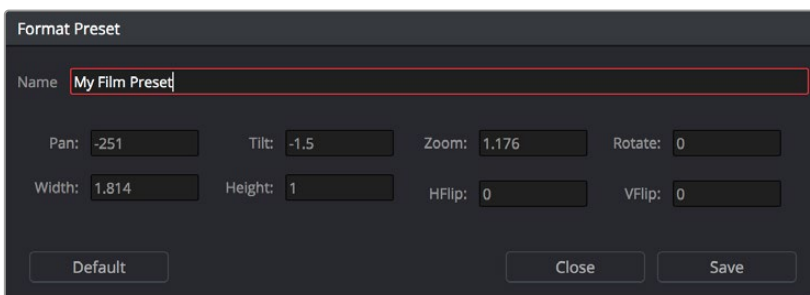 Format Preset
Name My Film Preset
Pan: -251 Tilt: -1.5 Zoom: 1.176 Rotate: 0
Width: 1.814 Height: 1 HFlip: 0 VFlip: 0
Default Close Save